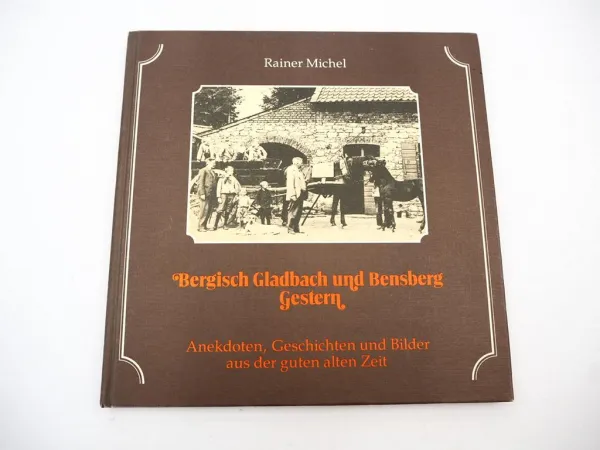 Rainer Michel
Bergisch Gladbach und Bensberg
Gestern
Anekdoten, Geschichten und Bilder
aus der guten alten Zeit